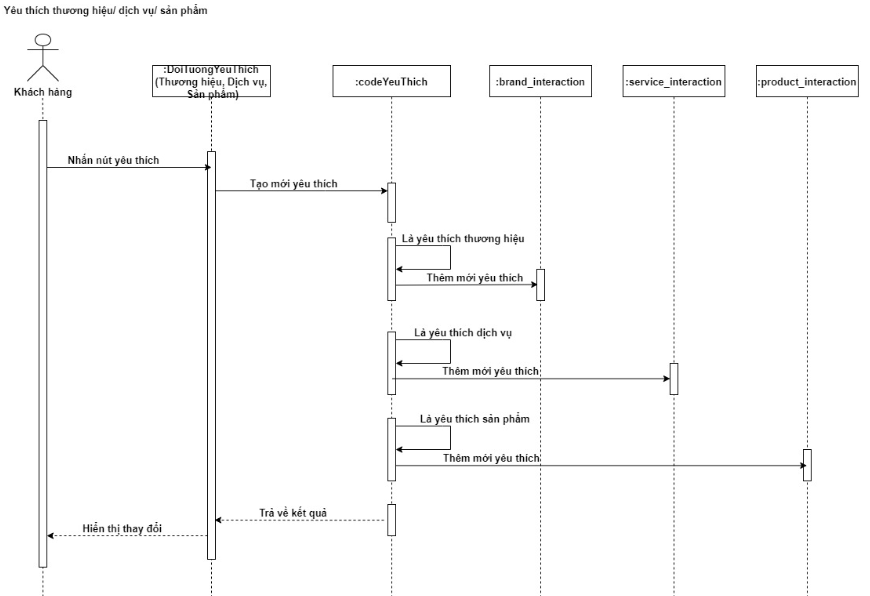 Yêu thích thương hiệu/ dịch vụ/ sản phẩm
Khách hàng
:DoiTuongYeuThich
(Thương hiệu, Dịch vụ,
Sản phẩm)
:codeYeuThich
:brand_interaction
:service_interaction
:product_interaction
Nhấn nút yêu thích
Tạo mới yêu thích
Là yêu thích thương hiệu
Thêm mới yêu thích
Là yêu thích dịch vụ
Thêm mới yêu thích
Là yêu thích sản phẩm
Thêm mới yêu thích
Trả về kết quả
Hiển thị thay đổi